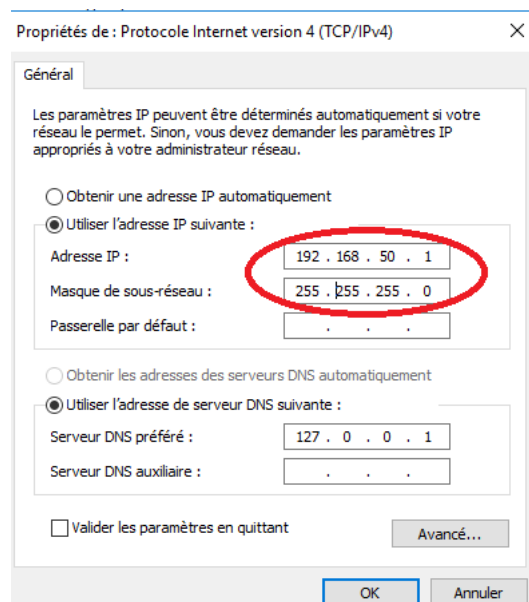 Propriétés de : Protocole Internet version 4 (TCP/IPv4)
Général
Les paramètres IP peuvent être déterminés automatiquement si votre
réseau le permet. Sinon, vous devez demander les paramètres IP
appropriés à votre administrateur réseau.
Obtenir une adresse IP automatiquement
Utiliser l'adresse IP suivante :
Adresse IP : 192 . 168 . 50 . 1
Masque de sous-réseau : 255 . 255 . 255 . 0
Passerelle par défaut : . . .
Obtenir les adresses des serveurs DNS automatiquement
Utiliser l'adresse de serveur DNS suivante :
Serveur DNS préféré : 127 . 0 . 0 . 1
Serveur DNS auxiliaire : . . .
Valider les paramètres en quittant Avancé...
OK Annuler